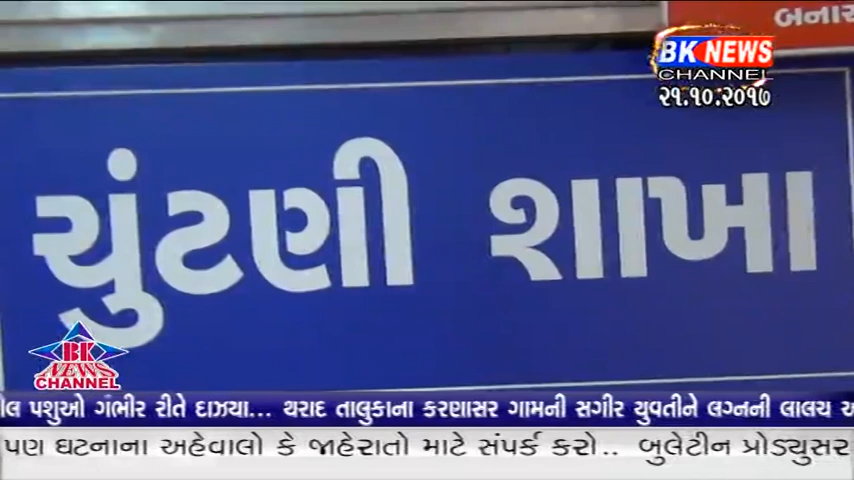 બનાર
BK NEWS
CHANNEL
૨૧.૧૦.૨૦૧૭
ચુંટણી શાખા
BK
NEWS
CHANNEL
પશુઓ ગંભીર રીતે દાઝયા... થરાદ તાલુકાના કરણાસર ગામની સગીર યુવતીને લગ્નની લાલચ
પણ ઘટનાના અહેવાલો કે જાહેરાતો માટે સંપર્ક કરો.. બુલેટીન પ્રોડ્યુસર